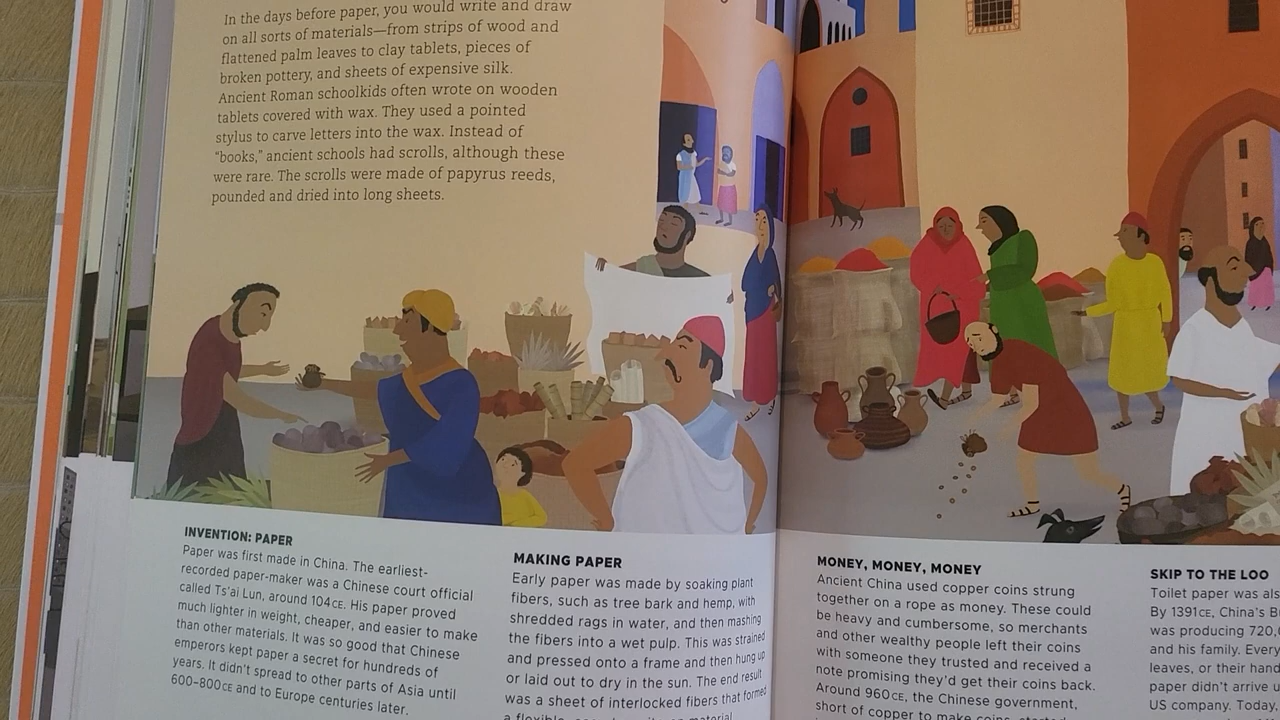 In the days before paper, you would write and draw
on all sorts of materials—from strips of wood and
flattened palm leaves to clay tablets, pieces of
broken pottery, and sheets of expensive silk.
Ancient Roman schoolkids often wrote on wooden
tablets covered with wax. They used a pointed
stylus to carve letters into the wax. Instead of
"books," ancient schools had scrolls, although these
were rare. The scrolls were made of papyrus reeds,
pounded and dried into long sheets.
INVENTION: PAPER
Paper was first made in China. The earliest-
recorded paper-maker was a Chinese court official
called Ts'ai Lun, around 104CE. His paper proved
much lighter in weight, cheaper, and easier to make
than other materials. It was so good that Chinese
emperors kept paper a secret for hundreds of
years. It didn't spread to other parts of Asia until
600–800CE and to Europe centuries later.
MAKING PAPER
Early paper was made by soaking plant
fibers, such as tree bark and hemp, with
shredded rags in water, and then mashing
the fibers into a wet pulp. This was strained
and pressed onto a frame and then hung up
or laid out to dry in the sun. The end result
was a sheet of interlocked fibers that formed
MONEY, MONEY, MONEY
Ancient China used copper coins strung
together on a rope as money. These could
be heavy and cumbersome, so merchants
and other wealthy people left their coins
with someone they trusted and received a
note promising they'd get their coins back.
Around 960CE, the Chinese government,
short of copper to make coins, started
SKIP TO THE LOO
Toilet paper was als
By 1391CE, China's B
was producing 720,
and his family. Every
leaves, or their hand
paper didn't arrive u
US company. Today,